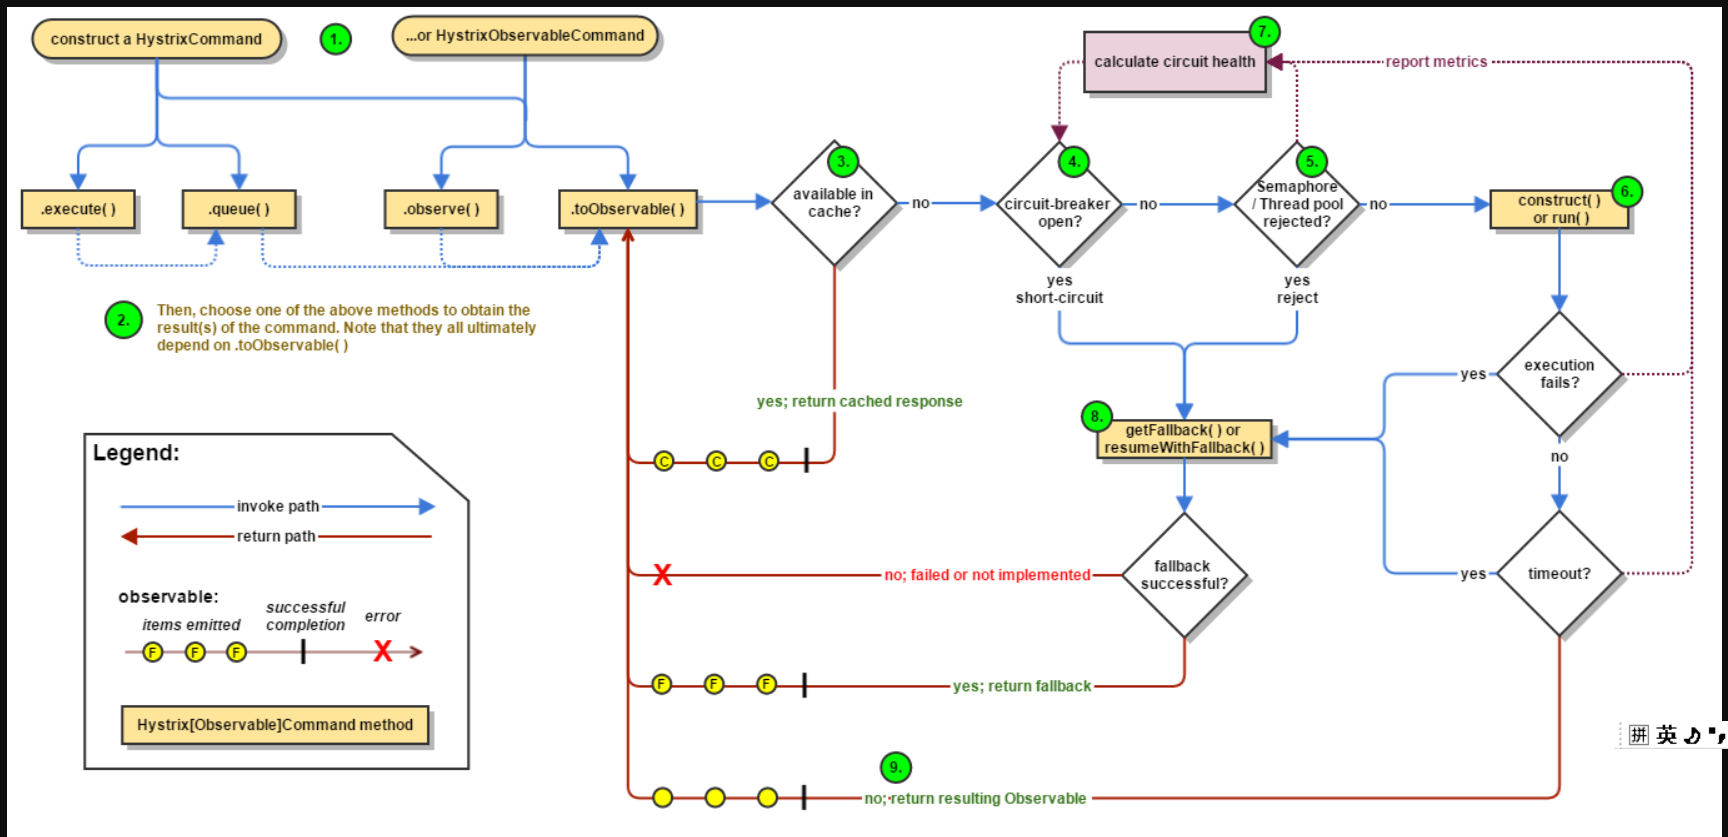 construct a HystrixCommand
1.
...or HystrixObservableCommand
7.
calculate circuit health
report metrics
.execute( )
.queue( )
.observe( )
.toObservable( )
3.
available in
cache?
no
4.
circuit-breaker
open?
no
5.
Semaphore
/ Thread pool
rejected?
no
6.
construct( )
or run( )
2.
Then, choose one of the above methods to obtain the
result(s) of the command. Note that they all ultimately
depend on .toObservable( )
yes
short-circuit
yes
reject
execution
fails?
yes
no
yes; return cached response
8.
getFallback( ) or
resumeWithFallback( )
C C C
fallback
successful?
no; failed or not implemented
X
timeout?
yes
F F F
yes; return fallback
9.
no; return resulting Observable
Legend:
invoke path
return path
observable:
items emitted
successful
completion
error
F F F
X
Hystrix[Observable]Command method
拼 英